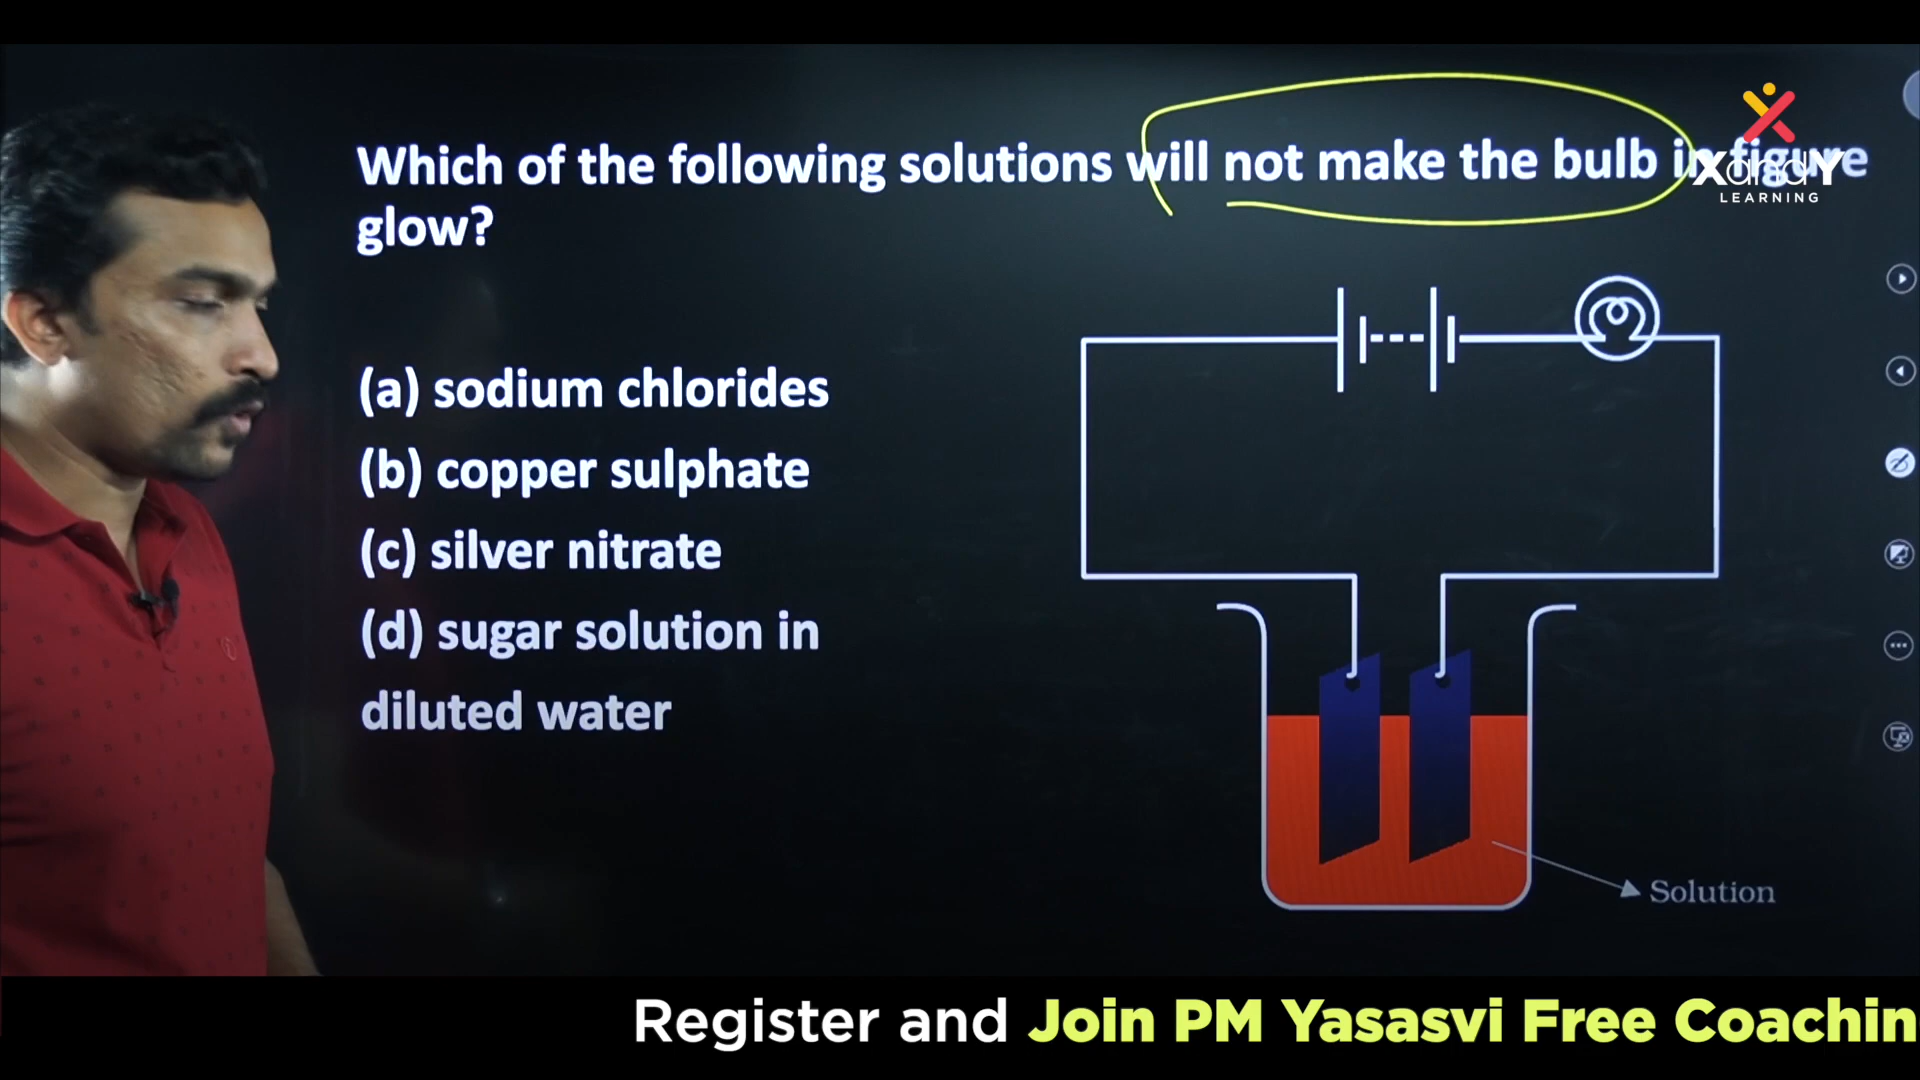 Which of the following solutions will not make the bulb in figure
glow?
XandY
LEARNING
(a) sodium chlorides
(b) copper sulphate
(c) silver nitrate
(d) sugar solution in
diluted water
Solution
Register and Join PM Yasasvi Free Coachin